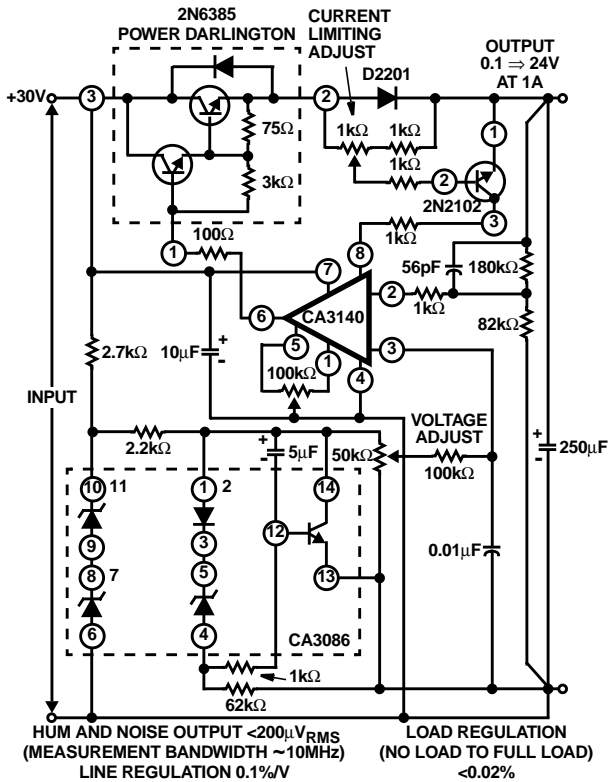 2N6385
POWER DARLINGTON
CURRENT
LIMITING
ADJUST
OUTPUT
0.1 ⇒ 24V
AT 1A
D2201
+30V
3
2
75Ω
3kΩ
1kΩ
1kΩ
1kΩ
1
2
2N2102
3
1
100Ω
1kΩ
8
7
56pF
180kΩ
6
CA3140
2
1kΩ
82kΩ
5
1
3
4
2.7kΩ
10μF
+
-
100kΩ
INPUT
VOLTAGE
ADJUST
2.2kΩ
+
-
5μF
50kΩ
100kΩ
+
-
250μF
10
11
1
2
14
9
3
12
0.01μF
8
7
5
13
6
4
CA3086
1kΩ
62kΩ
HUM AND NOISE OUTPUT <200μVRMS
(MEASUREMENT BANDWIDTH ~10MHz)
LINE REGULATION 0.1%/V
LOAD REGULATION
(NO LOAD TO FULL LOAD)
<0.02%